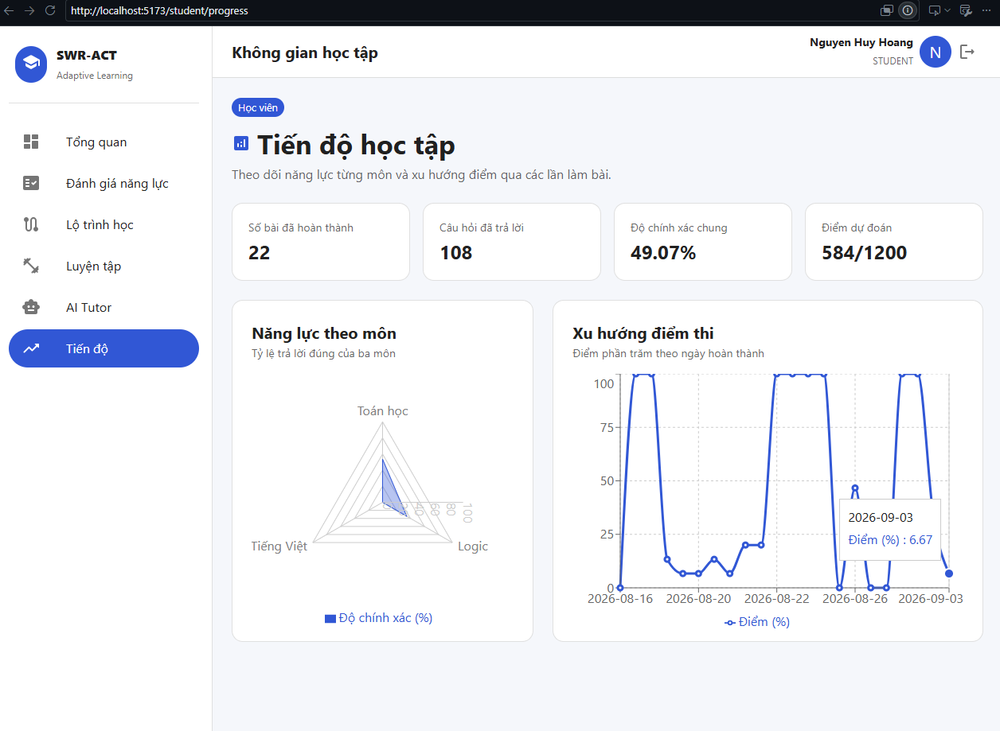 http://localhost:5173/student/progress
SWR-ACT
Adaptive Learning
Không gian học tập
Nguyen Huy Hoang
STUDENT
N
Tổng quan
Đánh giá năng lực
Lộ trình học
Luyện tập
AI Tutor
Tiến độ
Học viên
Tiến độ học tập
Theo dõi năng lực từng môn và xu hướng điểm qua các lần làm bài.
Số bài đã hoàn thành
22
Câu hỏi đã trả lời
108
Độ chính xác chung
49.07%
Điểm dự đoán
584/1200
Năng lực theo môn
Tỷ lệ trả lời đúng của ba môn
Toán học
Tiếng Việt
Logic
0 20 40 60 80 100
Độ chính xác (%)
Xu hướng điểm thi
Điểm phần trăm theo ngày hoàn thành
100
75
50
25
0
2026-09-03
Điểm (%) : 6.67
2026-08-16 2026-08-20 2026-08-22 2026-08-26 2026-09-03
Điểm (%)